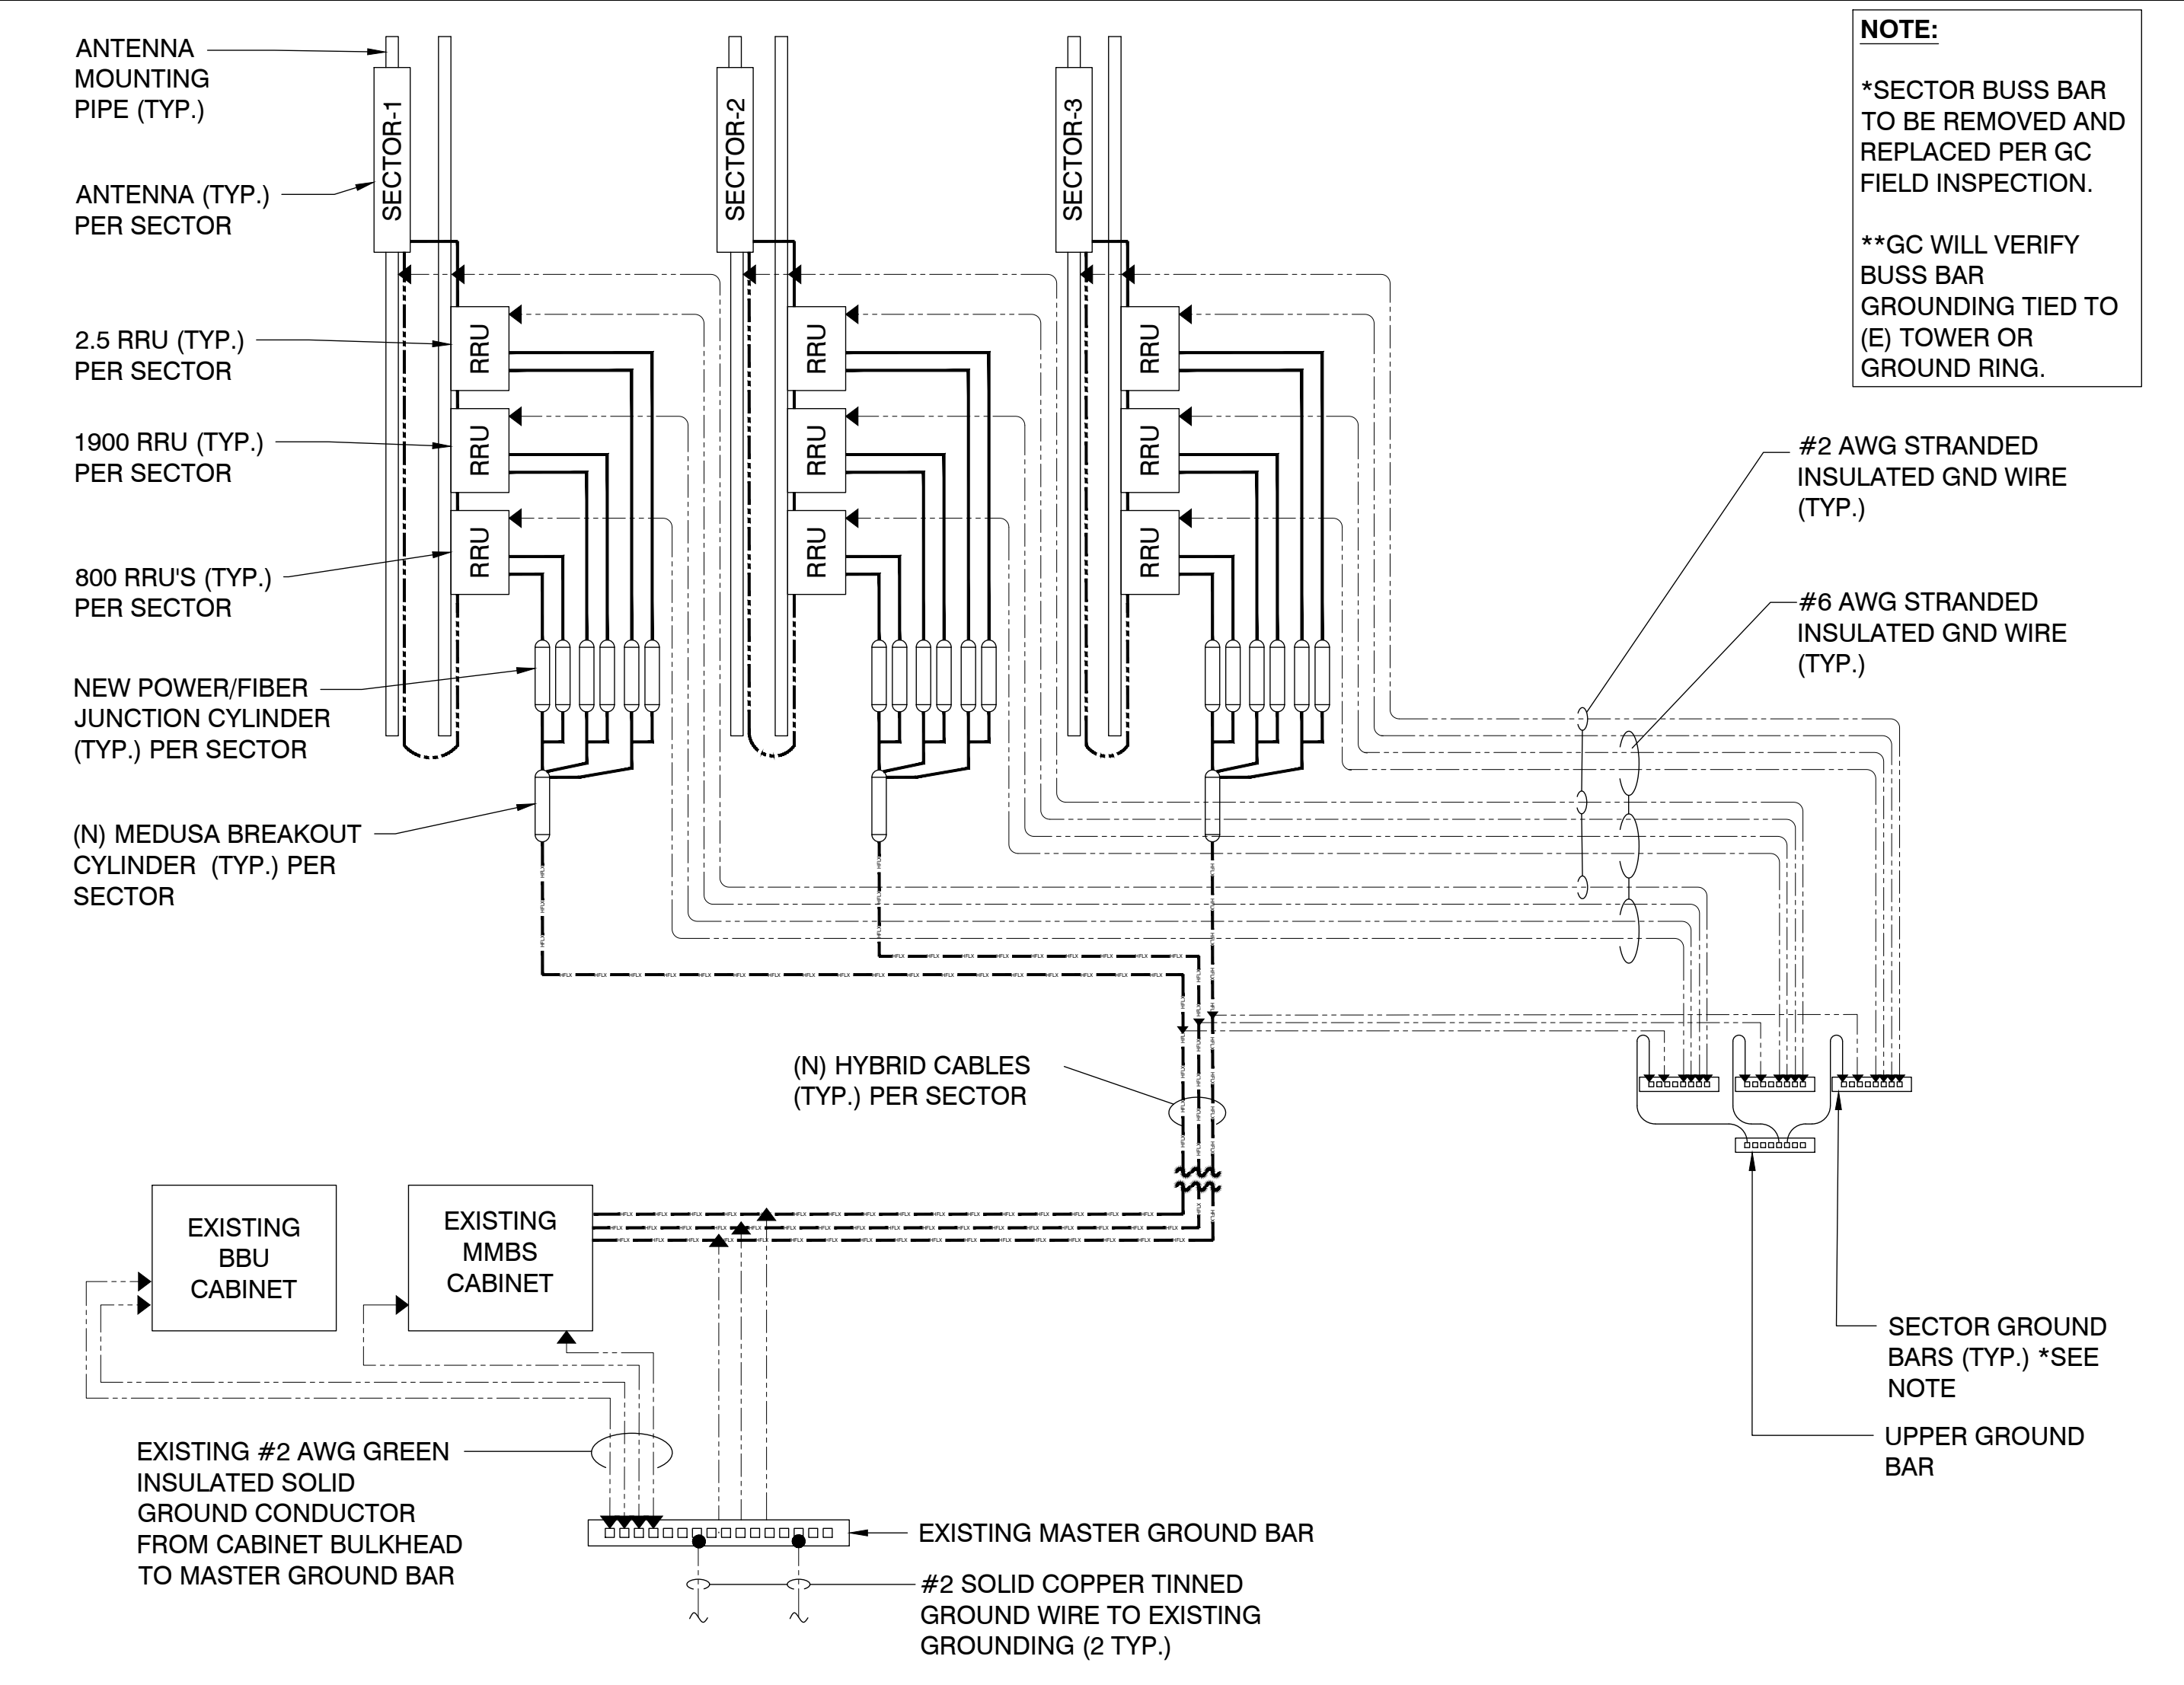 ANTENNA
MOUNTING
PIPE (TYP.)
ANTENNA (TYP.)
PER SECTOR
2.5 RRU (TYP.)
PER SECTOR
1900 RRU (TYP.)
PER SECTOR
800 RRU'S (TYP.)
PER SECTOR
NEW POWER/FIBER
JUNCTION CYLINDER
(TYP.) PER SECTOR
(N) MEDUSA BREAKOUT
CYLINDER (TYP.) PER
SECTOR
SECTOR-1
RRU
RRU
RRU
SECTOR-2
RRU
RRU
RRU
SECTOR-3
RRU
RRU
RRU
NOTE:
*SECTOR BUSS BAR
TO BE REMOVED AND
REPLACED PER GC
FIELD INSPECTION.
**GC WILL VERIFY
BUSS BAR
GROUNDING TIED TO
(E) TOWER OR
GROUND RING.
#2 AWG STRANDED
INSULATED GND WIRE
(TYP.)
#6 AWG STRANDED
INSULATED GND WIRE
(TYP.)
(N) HYBRID CABLES
(TYP.) PER SECTOR
EXISTING
BBU
CABINET
EXISTING
MMBS
CABINET
SECTOR GROUND
BARS (TYP.) *SEE
NOTE
UPPER GROUND
BAR
EXISTING #2 AWG GREEN
INSULATED SOLID
GROUND CONDUCTOR
FROM CABINET BULKHEAD
TO MASTER GROUND BAR
EXISTING MASTER GROUND BAR
#2 SOLID COPPER TINNED
GROUND WIRE TO EXISTING
GROUNDING (2 TYP.)